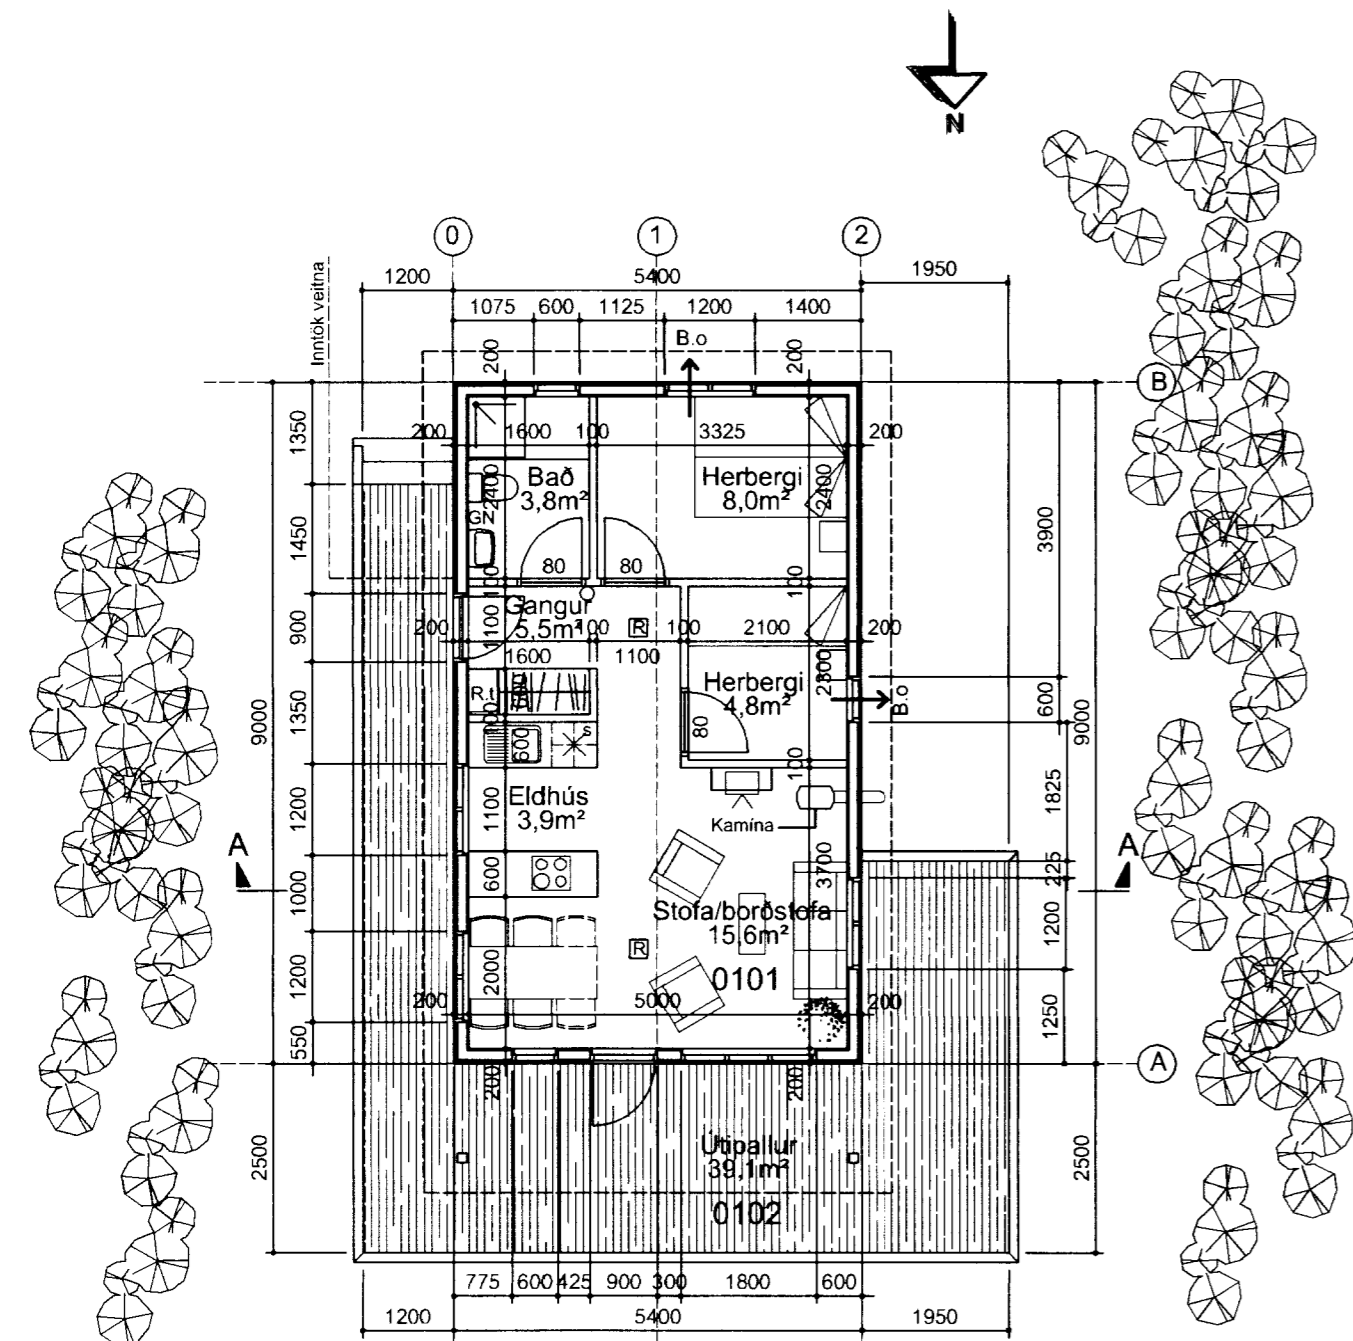 N
0 1 2
1200 5400 1950
Inntök veitna
1075 600 1125 1200 1400
B.o
200 200
B
1350
200 1600 100 3325 200
Bað
3,8m²
Herbergi
8,0m²
2400 2400
GN
1450
3900
80 80
100 100
Gangur
5,5m²
900
1100
R
200 100 100 2100 200
1600 1100
Herbergi
4,8m²
2300
R.t
B.o
600
80
1350
9000
9000
600
S
100
1825
Eldhús
3,9m²
1100
1200
Kamína
A A
600
3700
225
1000
Stofa/borðstofa
15,6m²
1200
R
0101
2000
1200
200 5000 200
1250
550
A
200 200
Útipallur
39,1m²
2500
2500
0102
775 600 425 900 300 1800 600
1200 5400 1950